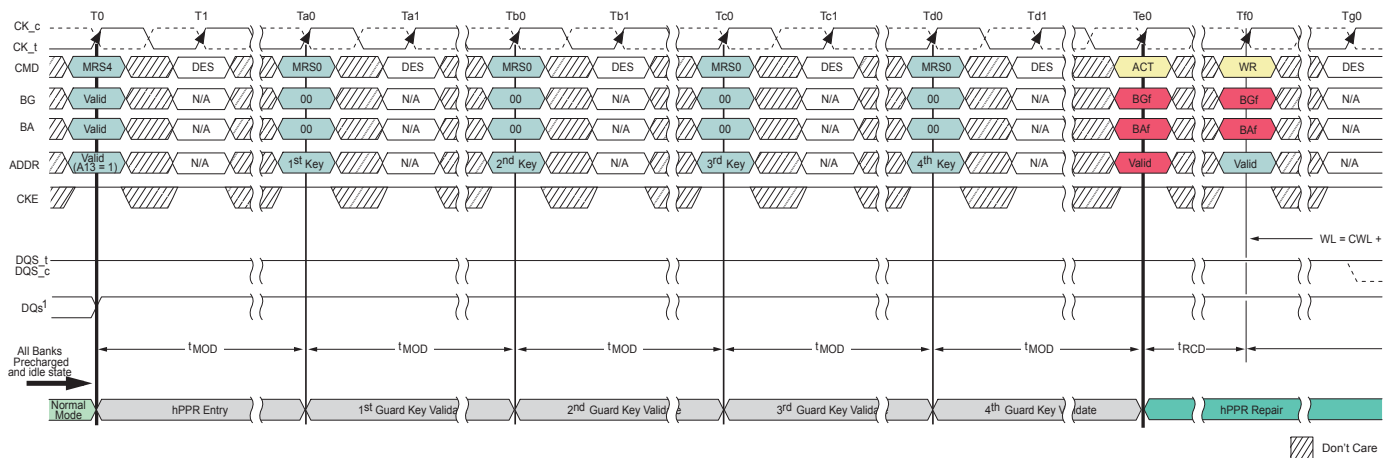 T0 T1 Ta0 Ta1 Tb0 Tb1 Tc0 Tc1 Td0 Td1 Te0 Tf0 Tg0
CK_c
CK_t
CMD MRS4 DES MRS0 DES MRS0 DES MRS0 DES MRS0 DES ACT WR DES
BG Valid N/A 00 N/A 00 N/A 00 N/A 00 N/A BGf BGf N/A
BA Valid N/A 00 N/A 00 N/A 00 N/A 00 N/A BAf BAf N/A
ADDR Valid (A13 = 1) N/A 1st Key N/A 2nd Key N/A 3rd Key N/A 4th Key N/A Valid Valid N/A
CKE
WL = CWL +
DQS_t
DQS_c
DQs1
tMOD tMOD tMOD tMOD tMOD tRCD
All Banks
Precharged
and idle state
Normal Mode hPPR Entry 1st Guard Key Valida 2nd Guard Key Valid e 3rd Guard Key Valida 4th Guard Key V idate hPPR Repair
Don't Care